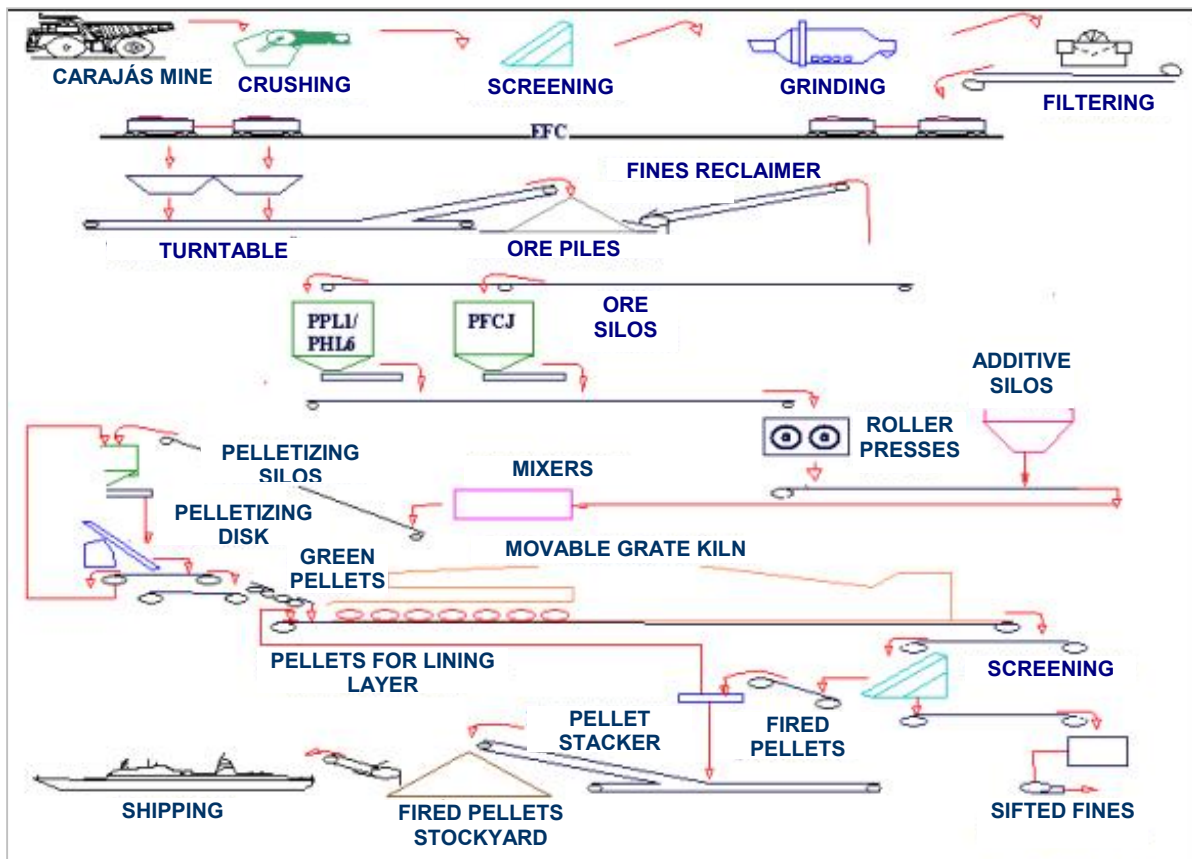 CARAJÁS MINE
CRUSHING
SCREENING
GRINDING
FILTERING
EFC
FINES RECLAIMER
TURNTABLE
ORE PILES
ORE
SILOS
PPL1/
PHL6
PFCJ
ADDITIVE
SILOS
ROLLER
PRESSES
PELLETIZING
SILOS
MIXERS
PELLETIZING
DISK
GREEN
PELLETS
MOVABLE GRATE KILN
PELLETS FOR LINING
LAYER
SCREENING
PELLET
STACKER
FIRED
PELLETS
SHIPPING
FIRED PELLETS
STOCKYARD
SIFTED FINES